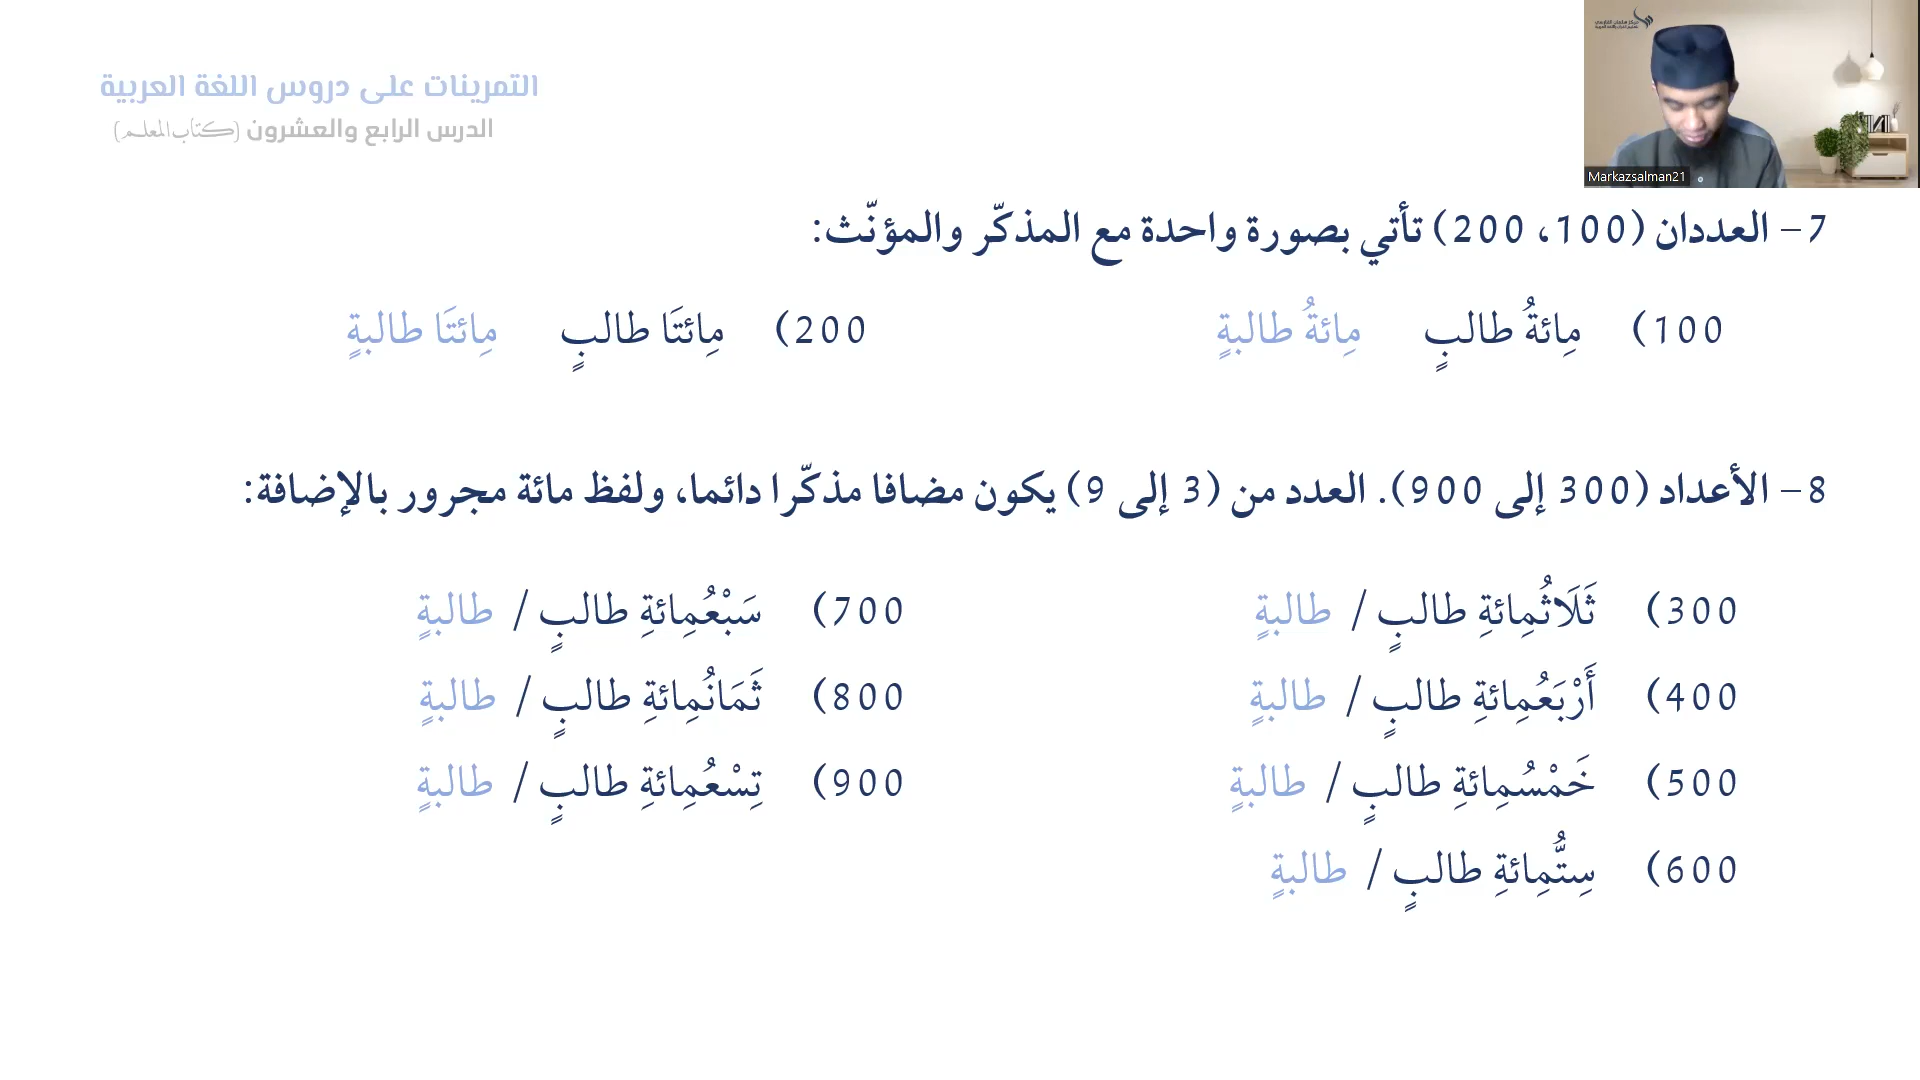 التمرينات على دروس اللغة العربية
الدرس الرابع والعشرون (كتاب المعلم)
Markazsalman21
7– العددان (100، 200) تأتي بصورة واحدة مع المذكّر والمؤنّث:
100) مِائةُ طالبٍ مِائةُ طالبةٍ 200) مِائتَا طالبٍ مِائتَا طالبةٍ
8– الأعداد (300 إلى 900). العدد من (3 إلى 9) يكون مضافا مذكّرا دائما، ولفظ مائة مجرور بالإضافة:
300) ثَلَاثُمِائةِ طالبٍ / طالبةٍ 700) سَبْعُمِائةِ طالبٍ / طالبةٍ
400) أَرْبَعُمِائةِ طالبٍ / طالبةٍ 800) ثَمَانُمِائةِ طالبٍ / طالبةٍ
500) خَمْسُمِائةِ طالبٍ / طالبةٍ 900) تِسْعُمِائةِ طالبٍ / طالبةٍ
600) سِتُّمِائةِ طالبٍ / طالبةٍ